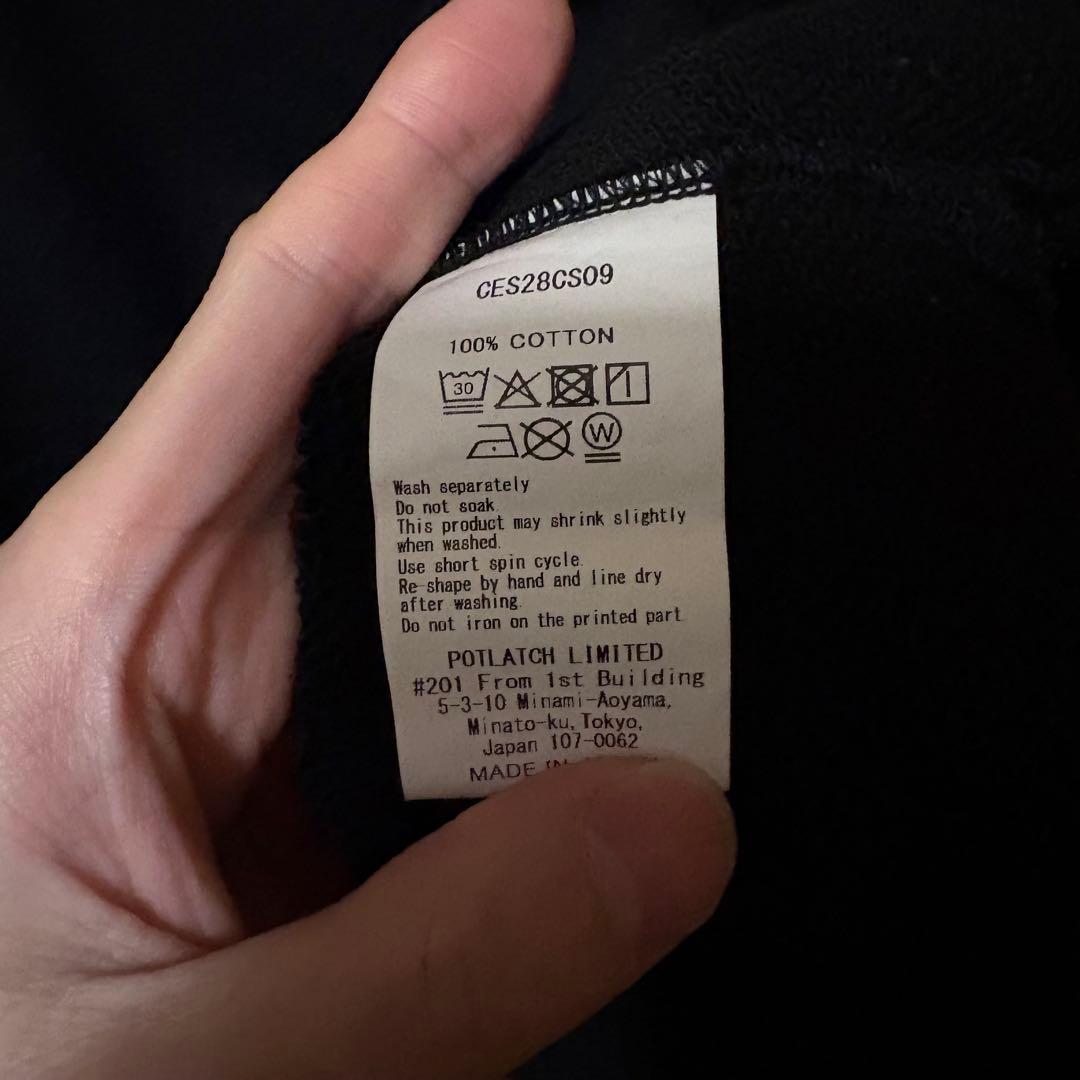 CES28CS09
100% COTTON
30
W
Wash separately
Do not soak.
This product may shrink slightly
when washed.
Use short spin cycle.
Re-shape by hand and line dry
after washing.
Do not iron on the printed part.
POTLATCH LIMITED
#201 From 1st Building
5-3-10 Minami-Aoyama,
Minato-ku, Tokyo,
Japan 107-0062
MADE IN